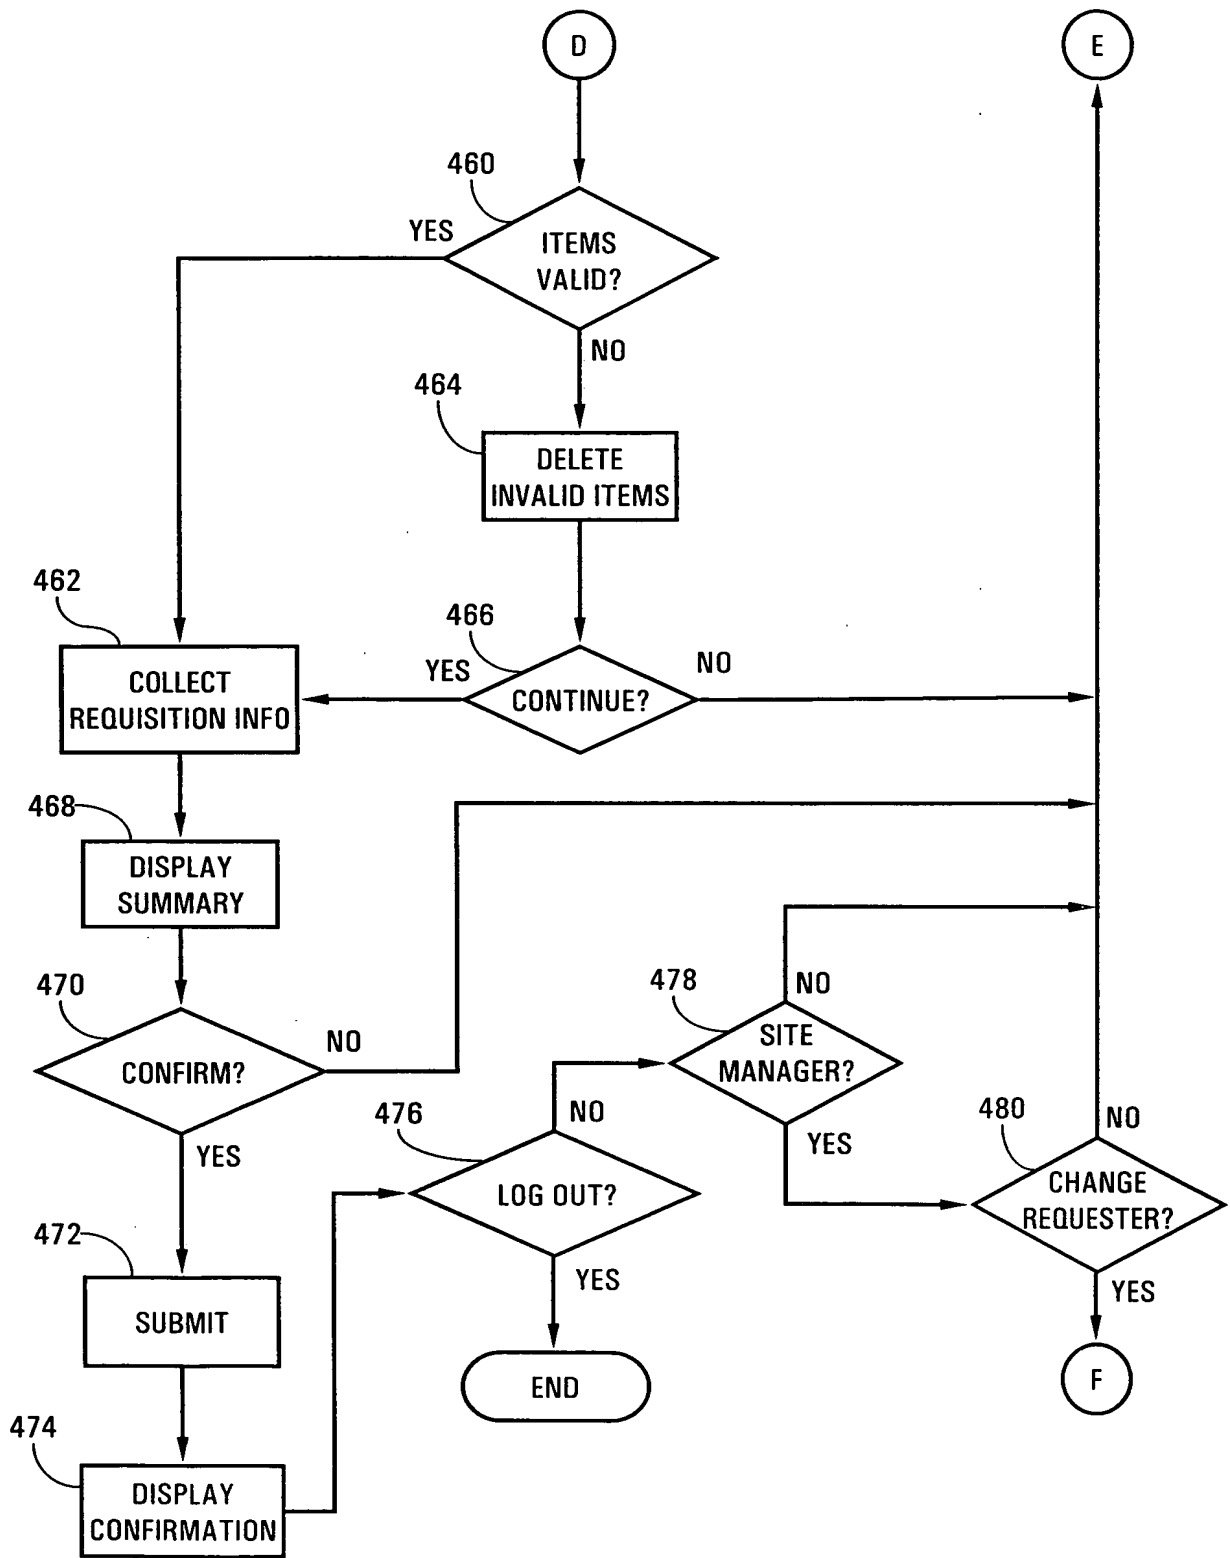 D
E
460
YES
ITEMS
VALID?
NO
464
DELETE
INVALID ITEMS
462
466
YES
NO
COLLECT
REQUISITION INFO
CONTINUE?
468
DISPLAY
SUMMARY
470
NO
CONFIRM?
478
NO
SITE
MANAGER?
YES
476
NO
YES
480
NO
LOG OUT?
CHANGE
REQUESTER?
472
YES
YES
SUBMIT
END
F
474
DISPLAY
CONFIRMATION